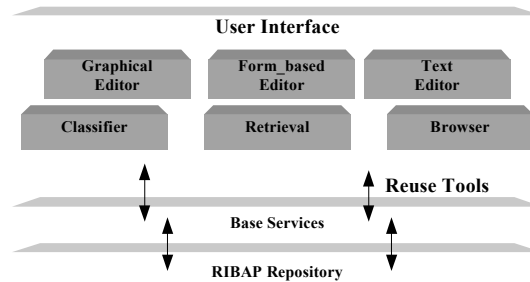 User Interface
Graphical
Editor
Form_based
Editor
Text
Editor
Classifier
Retrieval
Browser
Reuse Tools
Base Services
RIBAP Repository